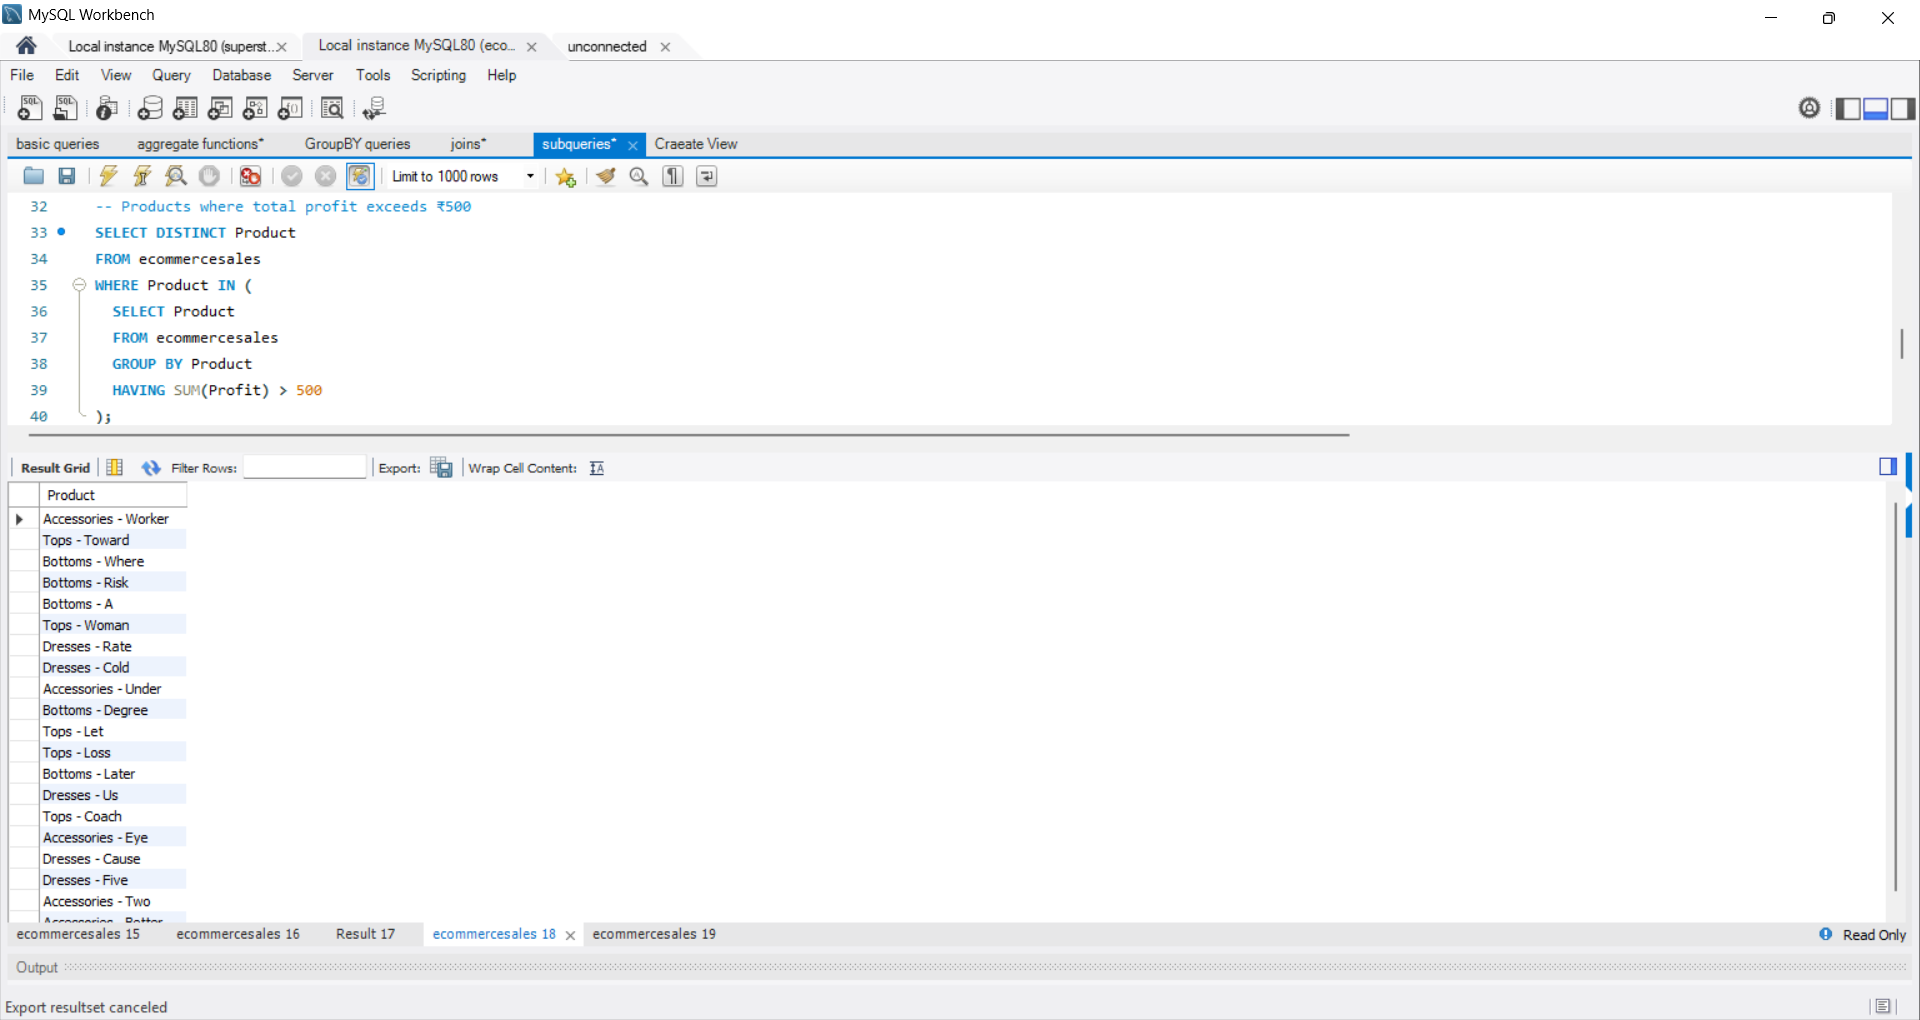 MySQL Workbench
Local instance MySQL80 (superst... Local instance MySQL80 (eco... unconnected
File Edit View Query Database Server Tools Scripting Help
basic queries aggregate functions* GroupBY queries joins* subqueries* Craeate View
Limit to 1000 rows
32 -- Products where total profit exceeds ₹500
33 SELECT DISTINCT Product
34 FROM ecommercesales
35 WHERE Product IN (
36 SELECT Product
37 FROM ecommercesales
38 GROUP BY Product
39 HAVING SUM(Profit) > 500
40 );
Result Grid Filter Rows: Export: Wrap Cell Content:
Product
Accessories - Worker
Tops - Toward
Bottoms - Where
Bottoms - Risk
Bottoms - A
Tops - Woman
Dresses - Rate
Dresses - Cold
Accessories - Under
Bottoms - Degree
Tops - Let
Tops - Loss
Bottoms - Later
Dresses - Us
Tops - Coach
Accessories - Eye
Dresses - Cause
Dresses - Five
Accessories - Two
Accessories - Better
ecommercesales 15 ecommercesales 16 Result 17 ecommercesales 18 ecommercesales 19 Read Only
Output
Export resultset canceled